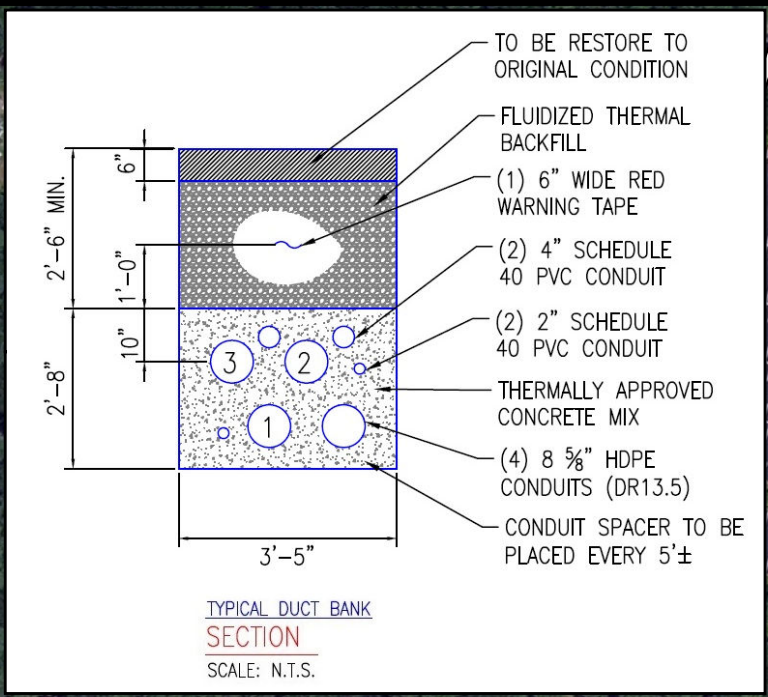 TO BE RESTORE TO
ORIGINAL CONDITION
FLUIDIZED THERMAL
BACKFILL
(1) 6" WIDE RED
WARNING TAPE
(2) 4" SCHEDULE
40 PVC CONDUIT
(2) 2" SCHEDULE
40 PVC CONDUIT
THERMALLY APPROVED
CONCRETE MIX
(4) 8 ⅝" HDPE
CONDUITS (DR13.5)
CONDUIT SPACER TO BE
PLACED EVERY 5'±
6"
2'-6" MIN.
1'-0"
10"
2'-8"
3
2
1
3'-5"
TYPICAL DUCT BANK
SECTION
SCALE: N.T.S.